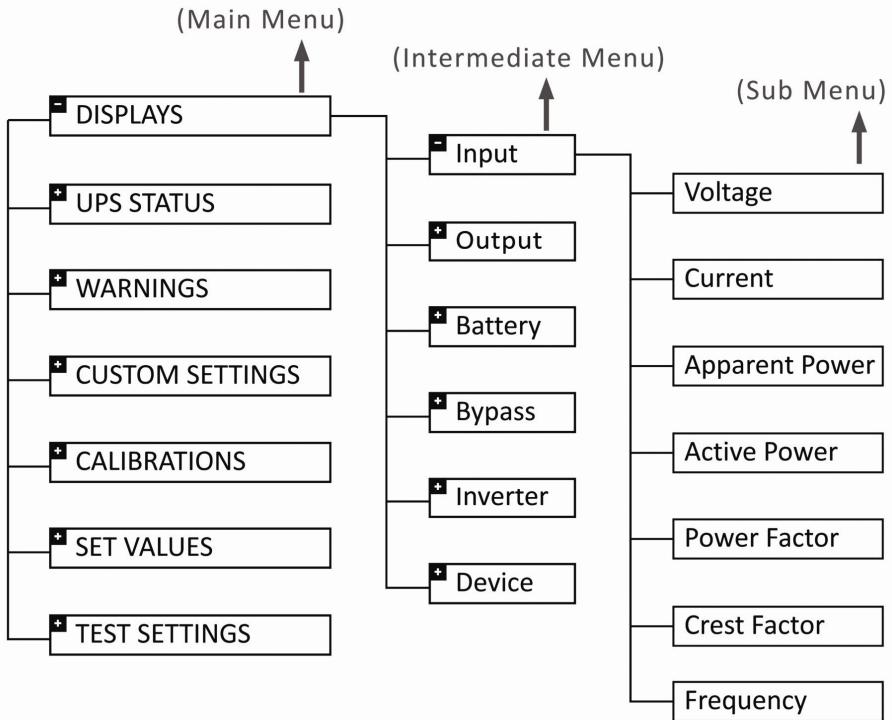 (Main Menu)
DISPLAYS
UPS STATUS
WARNINGS
CUSTOM SETTINGS
CALIBRATIONS
SET VALUES
TEST SETTINGS
(Intermediate Menu)
Input
Output
Battery
Bypass
Inverter
Device
(Sub Menu)
Voltage
Current
Apparent Power
Active Power
Power Factor
Crest Factor
Frequency